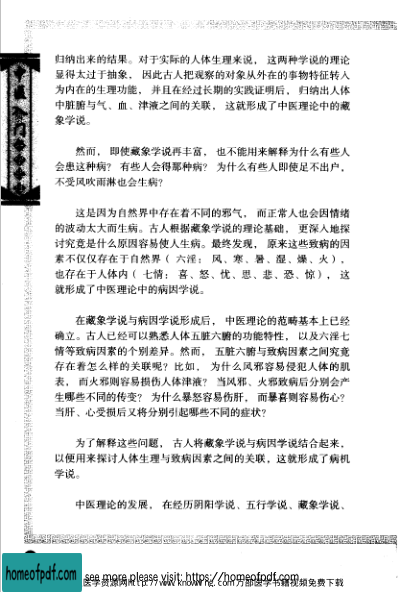 归纳出来的结果。对于实际的人体生理来说，这两种学说的理论
显得太过于抽象，因此古人把观察的对象从外在的事物特征转入
为内在的生理功能，并且在经过长期的实践证明后，归纳出人体
中脏腑与气、血、津液之间的关联，这就形成了中医理论中的藏
象学说。
然而，即使藏象学说再丰富，也不能用来解释为什么有些人
会患这种病？有些人会得那种病？为什么有些人即使足不出户，
不受风吹雨淋也会生病？
这是因为自然界中存在着不同的邪气，而正常人也会因情绪
的波动太大而生病。古人根据藏象学说的理论基础，更深入地探
讨究竟是什么原因容易使人生病。最终发现，原来这些致病的因
素不仅仅存在于自然界（六淫：风、寒、暑、湿、燥、火），
也存在于人体内（七情：喜、怒、忧、思、悲、恐、惊），这
就形成了中医理论中的病因学说。
在藏象学说与病因学说形成后，中医理论的范畴基本上已经
确立。古人已经可以熟悉人体五脏六腑的功能特性，以及六淫七
情等致病因素的个别差异。然而，五脏六腑与致病因素之间究竟
存在着怎么样的关联呢？比如，为什么风邪容易侵犯人体的肌
表，而火邪则容易损伤人体津液？当风邪、火邪致病后分别会产
生哪些不同的传变？为什么暴怒容易伤肝，而暴喜则容易伤心？
当肝、心受损后又将分别引起哪些不同的症状？
为了解释这些问题，古人将藏象学说与病因学说结合起来，
以便用来探讨人体生理与致病因素之间的关联，这就形成了病机
学说。
中医理论的发展，在经历阴阳学说、五行学说、藏象学说、
see more please visit: https://homeofpdf.com
homeofpdf.com